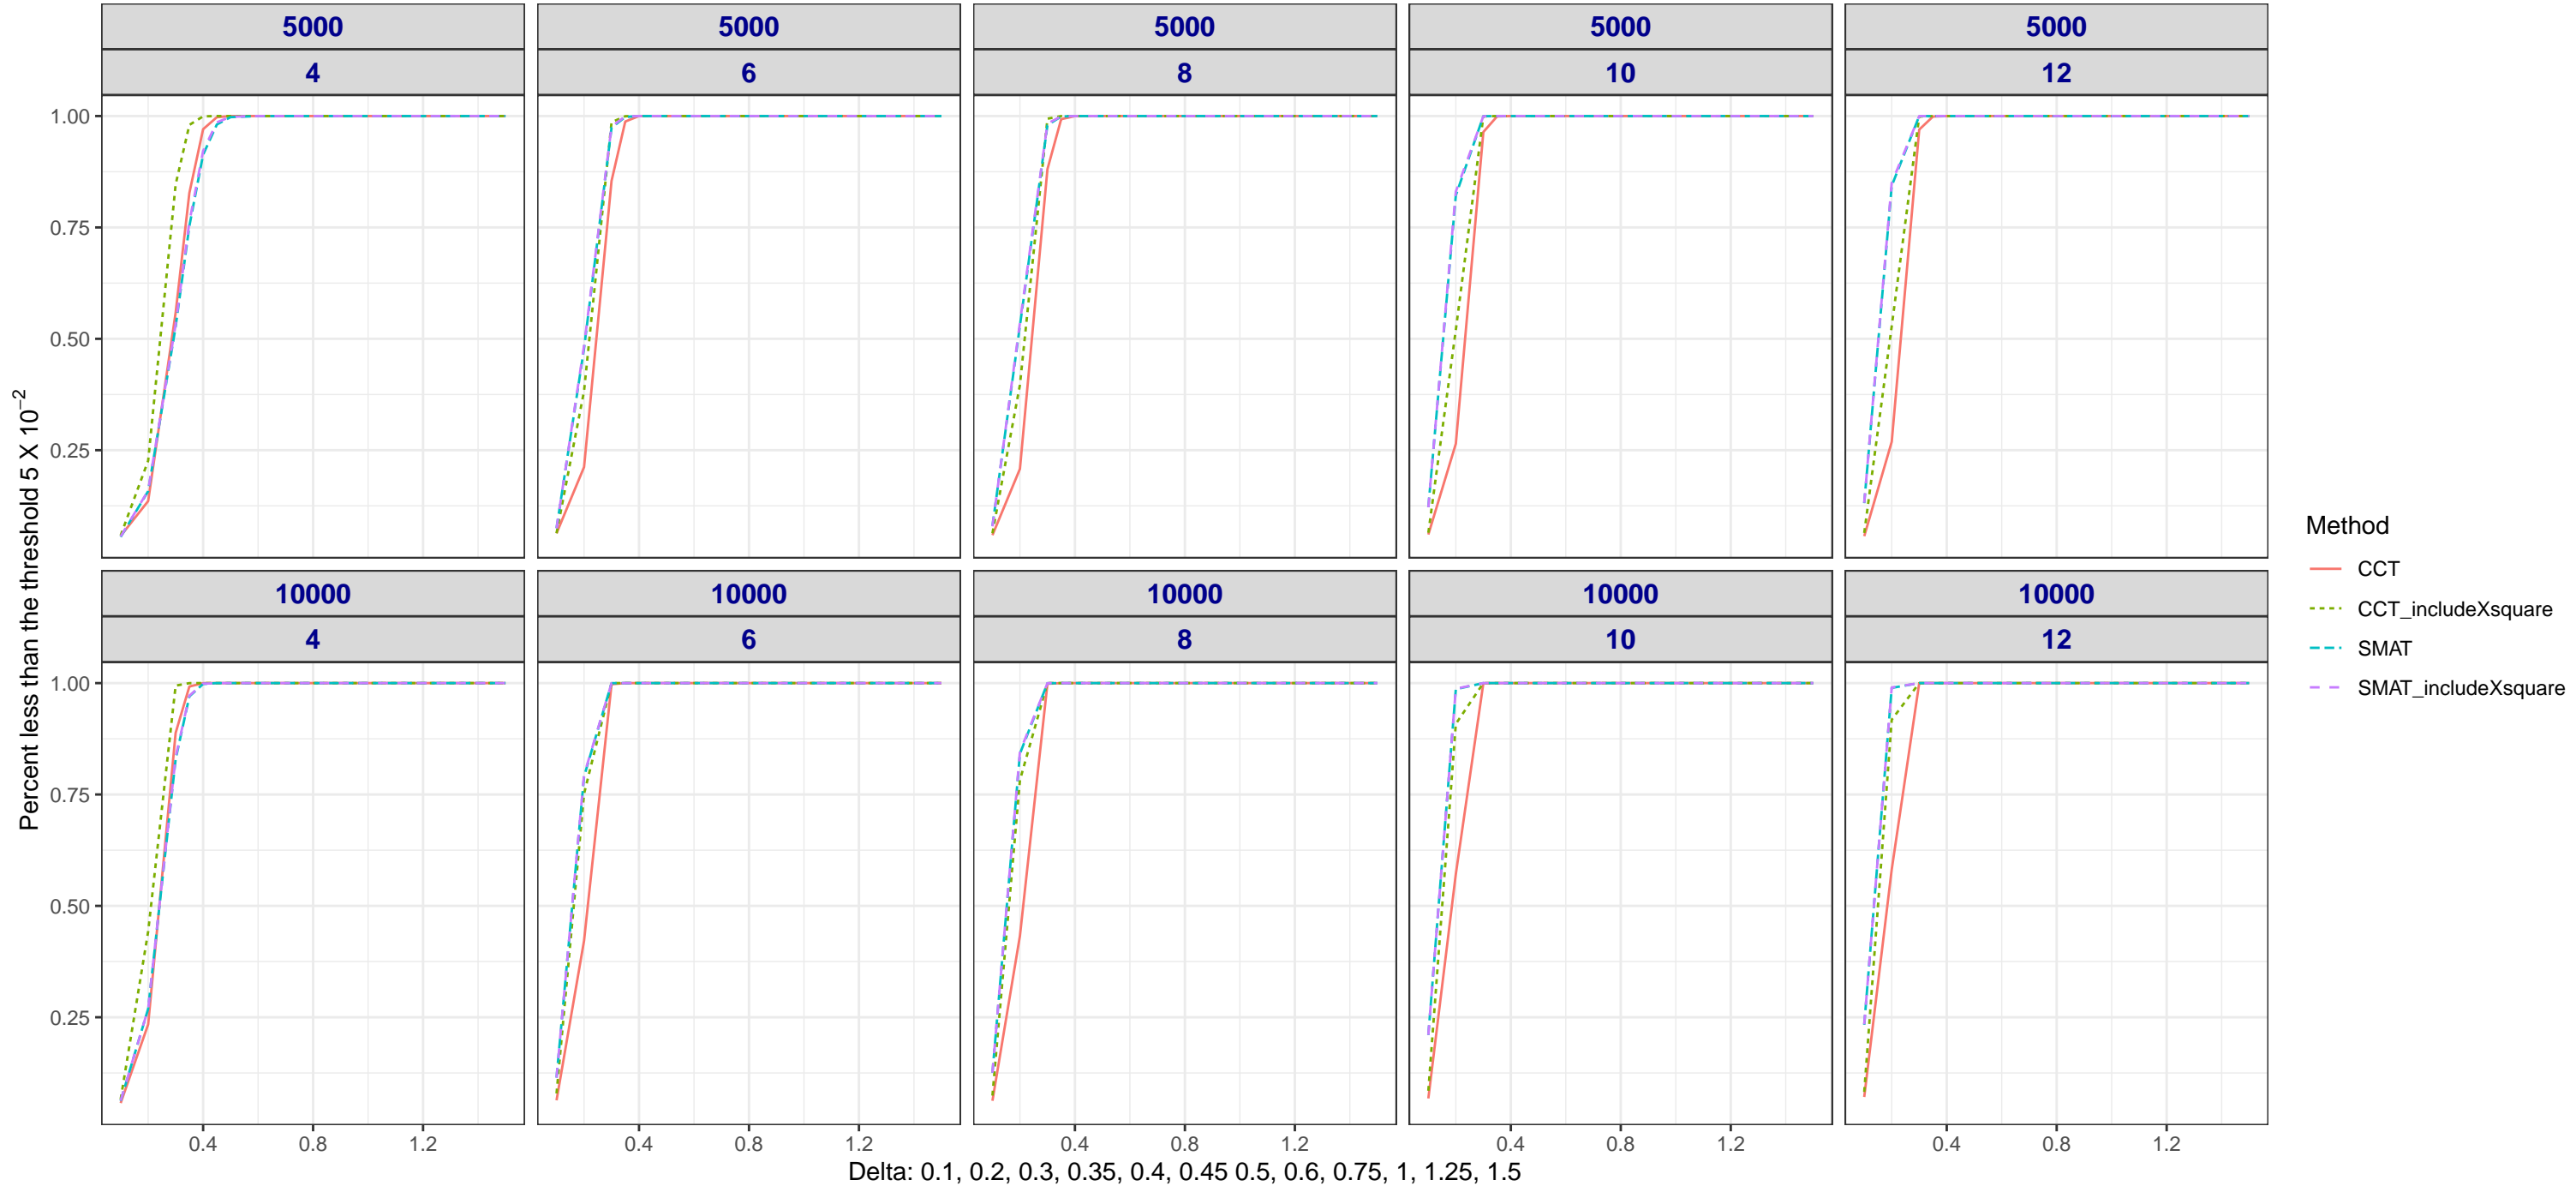 5000 5000 5000 5000 5000
4 6 8 10 12
1.00
0.75
0.50
0.25
10000 10000 10000 10000 10000
4 6 8 10 12
1.00
0.75
0.50
0.25
0.4 0.8 1.2 0.4 0.8 1.2 0.4 0.8 1.2 0.4 0.8 1.2 0.4 0.8 1.2
Delta: 0.1, 0.2, 0.3, 0.35, 0.4, 0.45 0.5, 0.6, 0.75, 1, 1.25, 1.5
Percent less than the threshold 5 X 10⁻²
Method
CCT
CCT_includeXsquare
SMAT
SMAT_includeXsquare